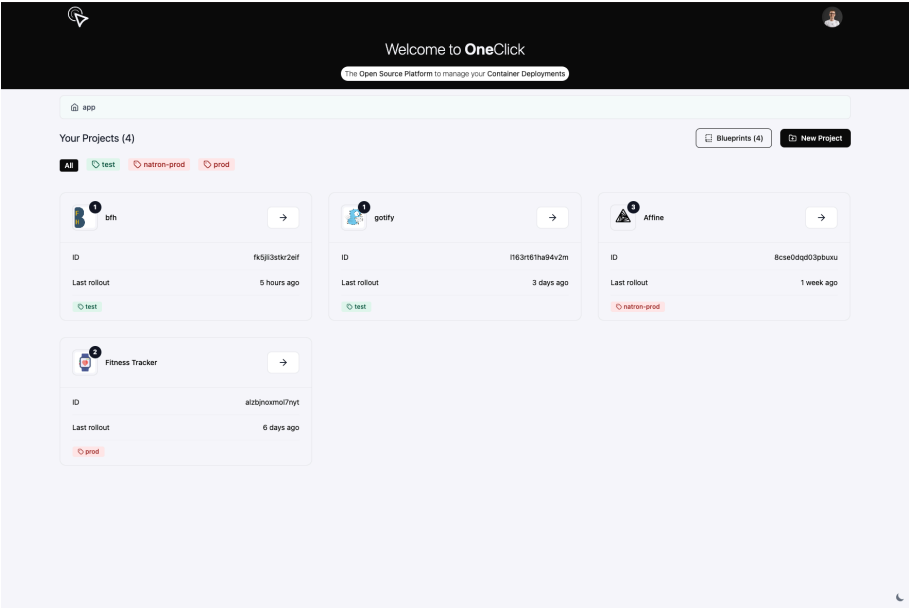 Welcome to OneClick
The Open Source Platform to manage your Container Deployments
app
Your Projects (4)
Blueprints (4)
New Project
All
test
natron-prod
prod
1
bfh
ID
fk5jli3stkr2eif
Last rollout
5 hours ago
test
1
gotify
ID
l163rt61ha94v2m
Last rollout
3 days ago
test
3
Affine
ID
8cse0dqd03pbuxu
Last rollout
1 week ago
natron-prod
2
Fitness Tracker
ID
alzbjnoxmol7nyt
Last rollout
6 days ago
prod